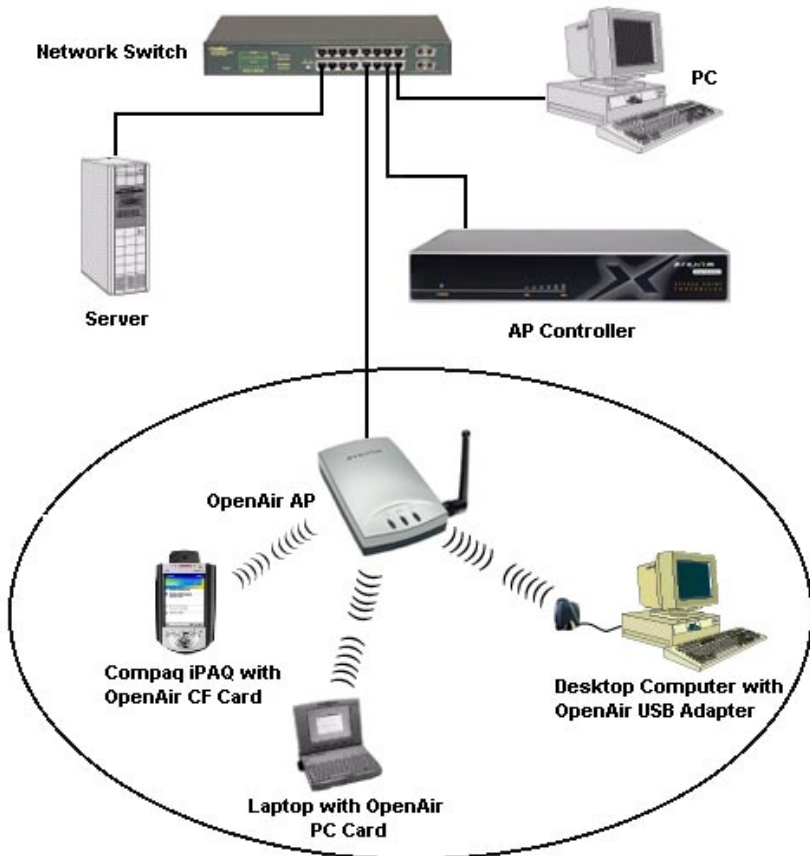 Network Switch
PC
Server
AP Controller
OpenAir AP
Compaq iPAQ with
OpenAir CF Card
Desktop Computer with
OpenAir USB Adapter
Laptop with OpenAir
PC Card